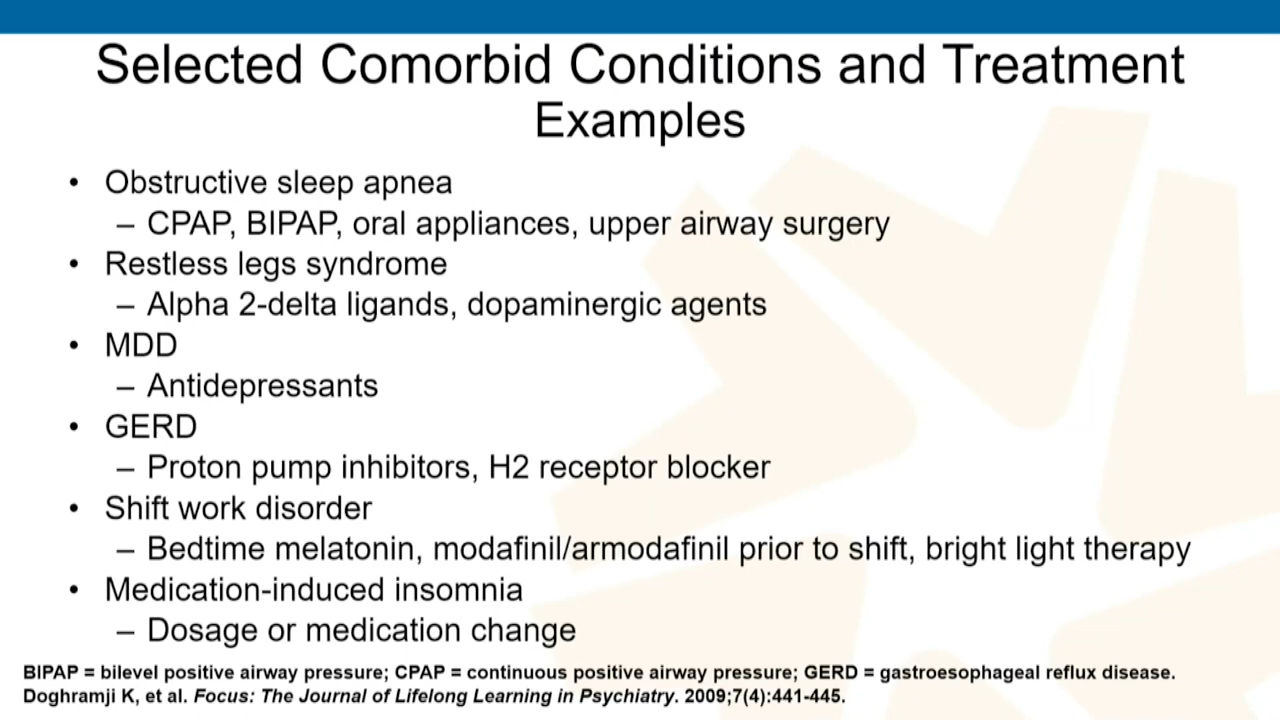 Selected Comorbid Conditions and Treatment
Examples
• Obstructive sleep apnea
– CPAP, BIPAP, oral appliances, upper airway surgery
• Restless legs syndrome
– Alpha 2-delta ligands, dopaminergic agents
• MDD
– Antidepressants
• GERD
– Proton pump inhibitors, H2 receptor blocker
• Shift work disorder
– Bedtime melatonin, modafinil/armodafinil prior to shift, bright light therapy
• Medication-induced insomnia
– Dosage or medication change
BIPAP = bilevel positive airway pressure; CPAP = continuous positive airway pressure; GERD = gastroesophageal reflux disease.
Doghramji K, et al. Focus: The Journal of Lifelong Learning in Psychiatry. 2009;7(4):441-445.